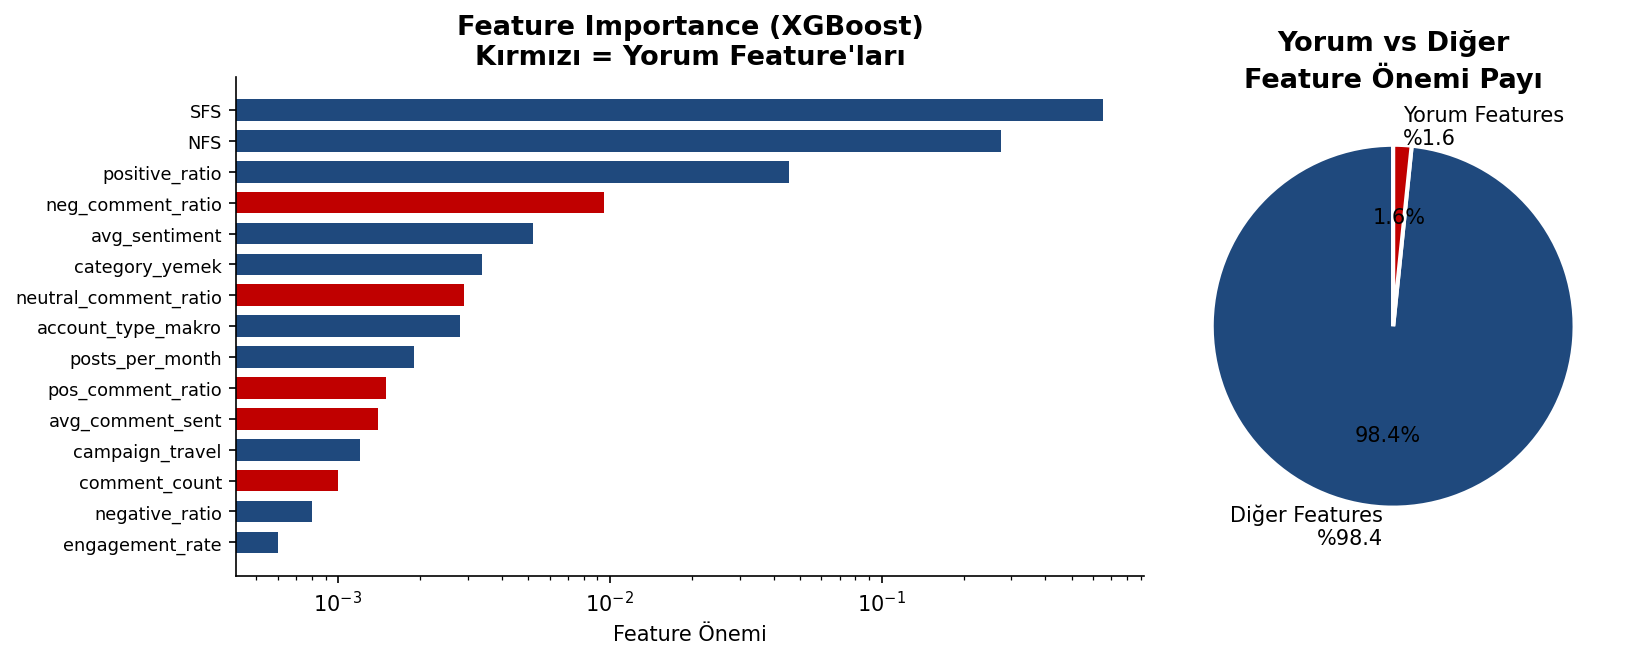 Feature Importance (XGBoost)
Kırmızı = Yorum Feature'ları
SFS
NFS
positive_ratio
neg_comment_ratio
avg_sentiment
category_yemek
neutral_comment_ratio
account_type_makro
posts_per_month
pos_comment_ratio
avg_comment_sent
campaign_travel
comment_count
negative_ratio
engagement_rate
10⁻³ 10⁻² 10⁻¹
Feature Önemi
Yorum vs Diğer
Feature Önemi Payı
Yorum Features
%1.6
1.6%
98.4%
Diğer Features
%98.4